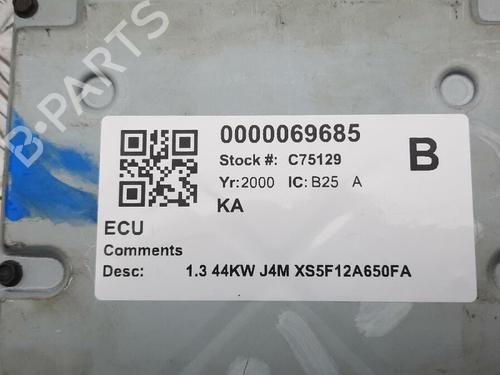 B-PARTS
0000069685
Stock #: C75129
B
Yr:2000 IC:B25 A
KA
ECU
Comments
Desc: 1.3 44KW J4M XS5F12A650FA